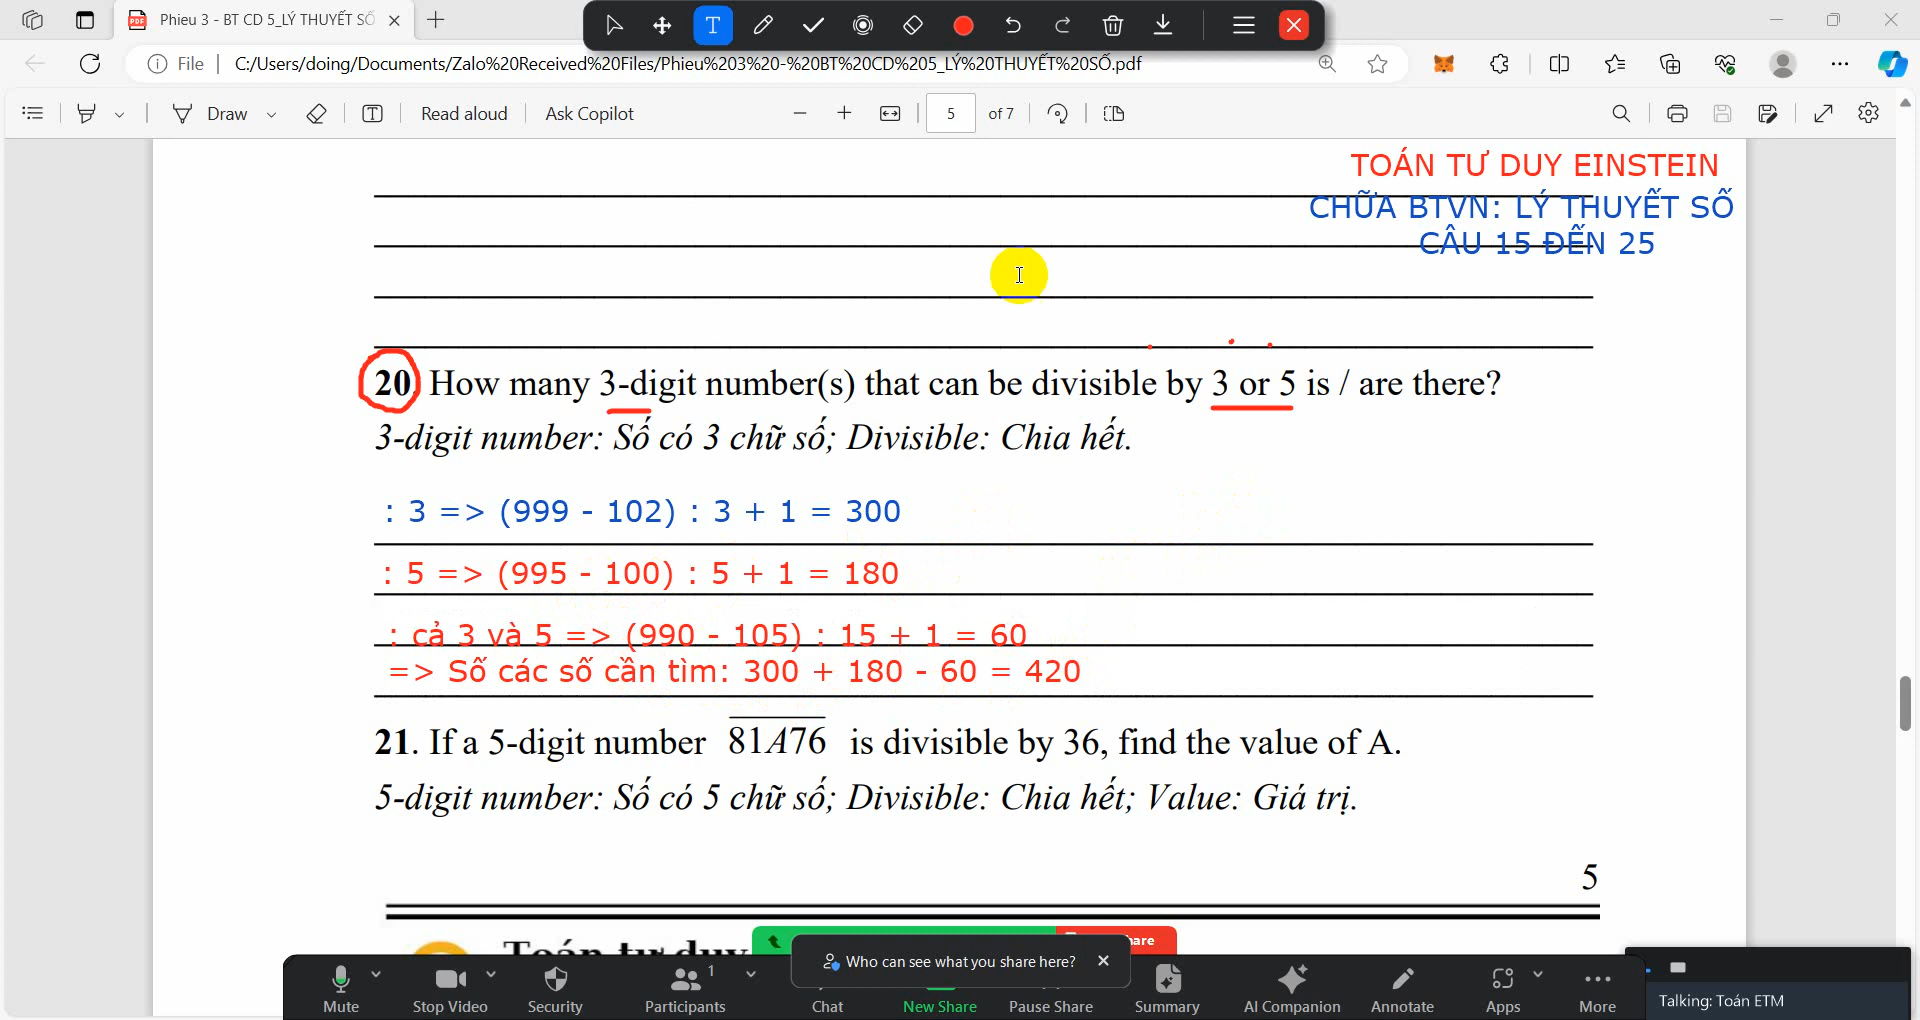 Phieu 3 - BT CD 5_LÝ THUYẾT SỐ
File
C:/Users/doing/Documents/Zalo%20Received%20Files/Phieu%203%20-%20BT%20CD%205_LÝ%20THUYẾT%20SỐ.pdf
Draw
Read aloud
Ask Copilot
5 of 7
TOÁN TƯ DUY EINSTEIN
CHỮA BTVN: LÝ THUYẾT SỐ
CÂU 15 ĐẾN 25
20. How many 3-digit number(s) that can be divisible by 3 or 5 is / are there?
3-digit number: Số có 3 chữ số; Divisible: Chia hết.
: 3 => (999 - 102) : 3 + 1 = 300
: 5 => (995 - 100) : 5 + 1 = 180
: cả 3 và 5 => (990 - 105) : 15 + 1 = 60
=> Số các số cần tìm: 300 + 180 - 60 = 420
21. If a 5-digit number 81A76 is divisible by 36, find the value of A.
5-digit number: Số có 5 chữ số; Divisible: Chia hết; Value: Giá trị.
5
Toán tư duy
hare
Who can see what you share here?
Mute
Stop Video
Security
Participants 1
Chat
New Share
Pause Share
Summary
AI Companion
Annotate
Apps
More
Talking: Toán ETM